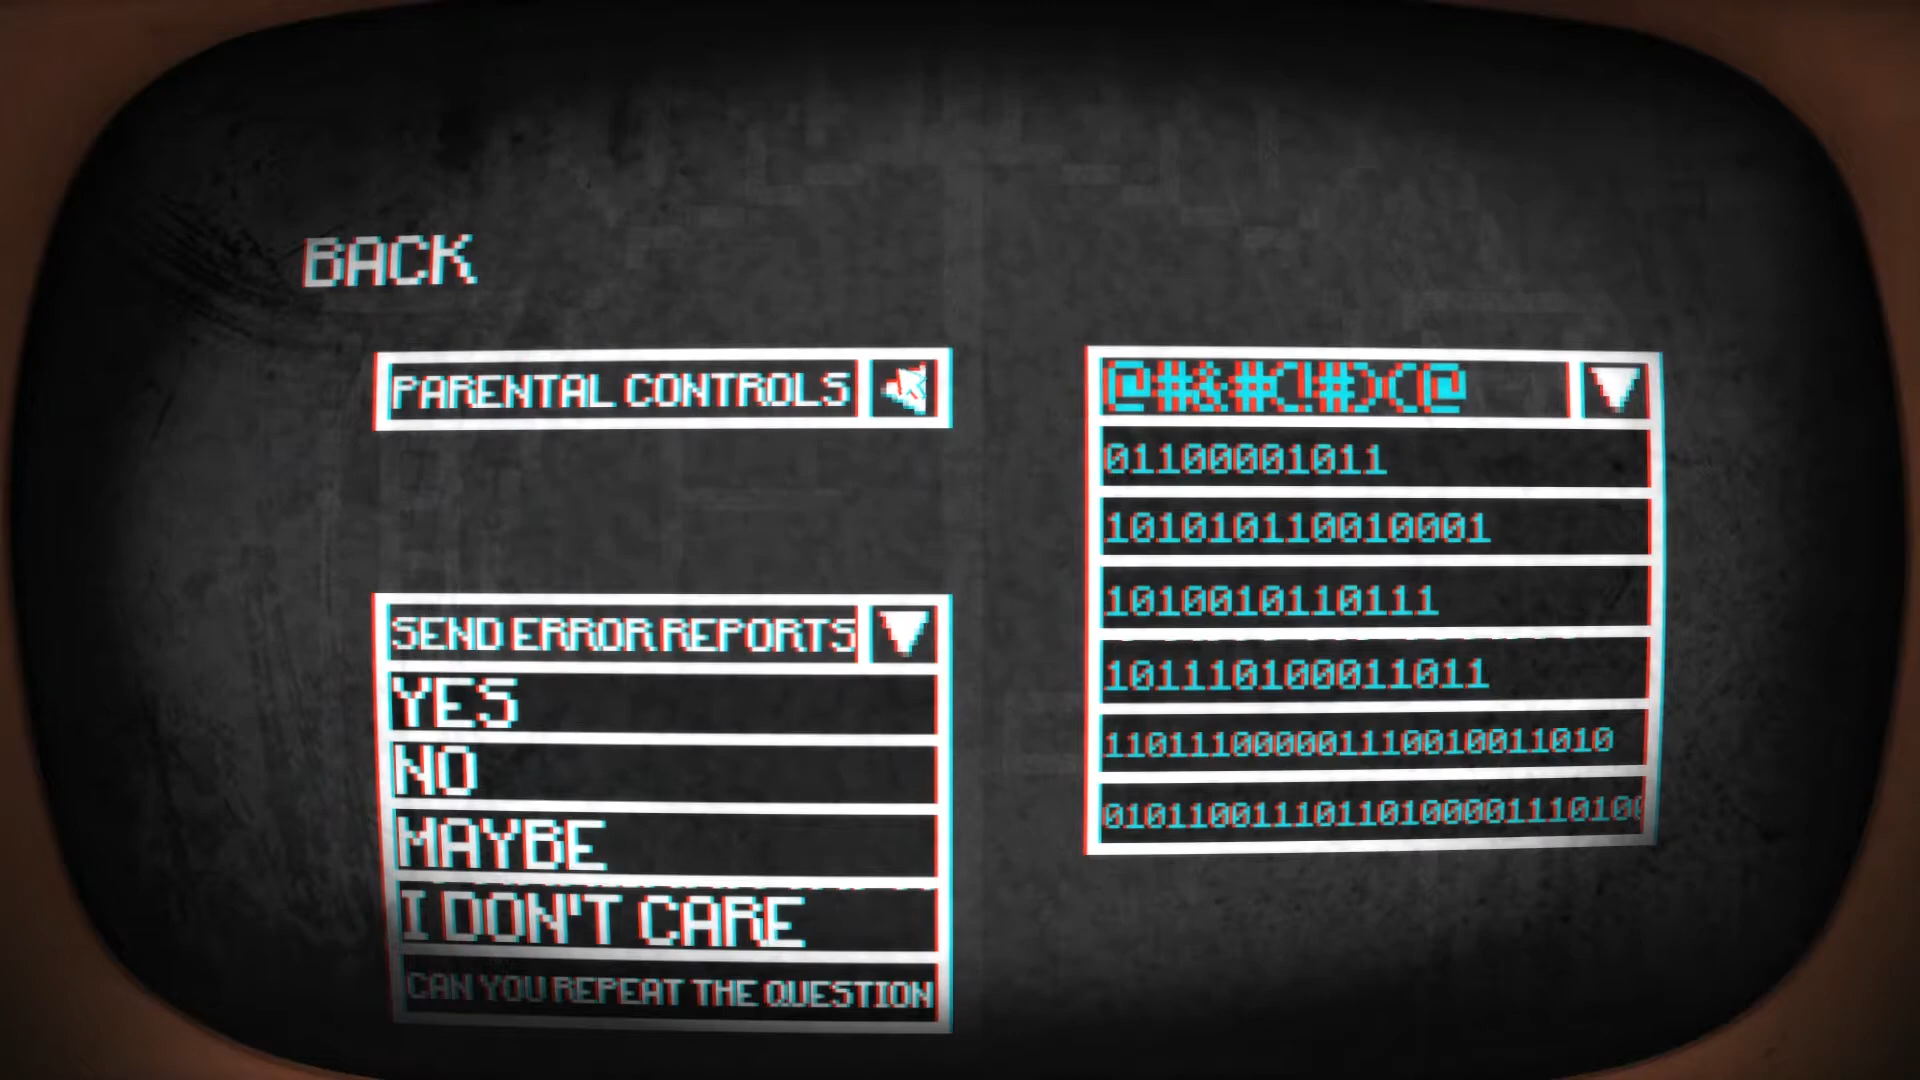 BACK
PARENTAL CONTROLS
SEND ERROR REPORTS
YES
NO
MAYBE
I DON'T CARE
CAN YOU REPEAT THE QUESTION
@#&#(!#)(@
01100001011
101010110010001
1010010110111
101110100011011
110111000001110010011010